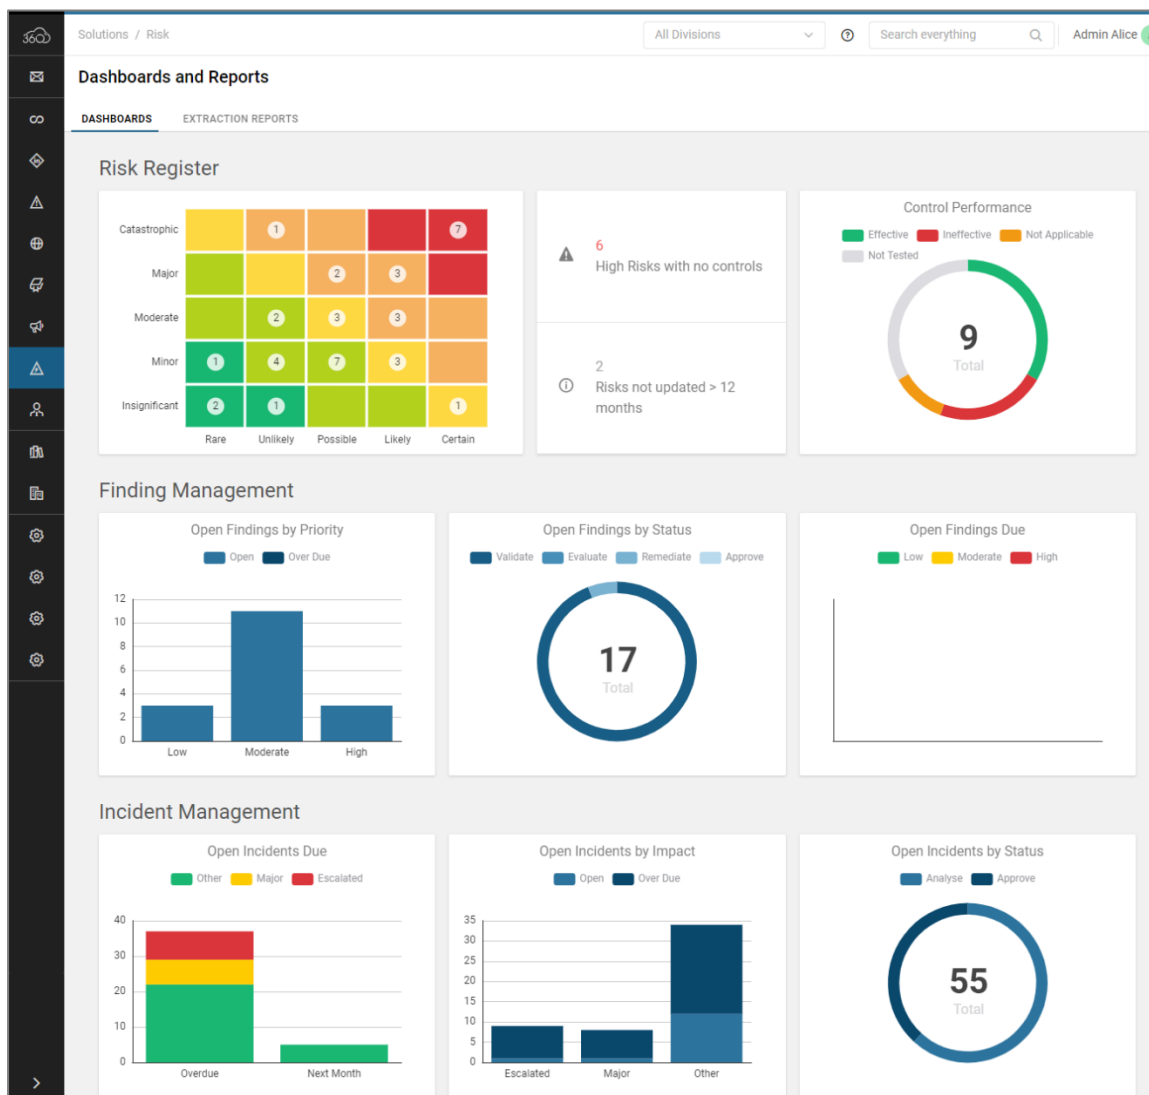 360
Solutions / Risk
All Divisions
Search everything
Admin Alice
Dashboards and Reports
DASHBOARDS
EXTRACTION REPORTS
Risk Register
Catastrophic
1
7
Major
2
3
Moderate
2
3
3
Minor
1
4
7
3
Insignificant
2
1
1
Rare
Unlikely
Possible
Likely
Certain
6
High Risks with no controls
2
Risks not updated > 12
months
Control Performance
Effective
Ineffective
Not Applicable
Not Tested
9
Total
Finding Management
Open Findings by Priority
Open
Over Due
12
10
8
6
4
2
0
Low
Moderate
High
Open Findings by Status
Validate
Evaluate
Remediate
Approve
17
Total
Open Findings Due
Low
Moderate
High
Incident Management
Open Incidents Due
Other
Major
Escalated
40
30
20
10
0
Overdue
Next Month
Open Incidents by Impact
Open
Over Due
35
30
25
20
15
10
5
0
Escalated
Major
Other
Open Incidents by Status
Analyse
Approve
55
Total